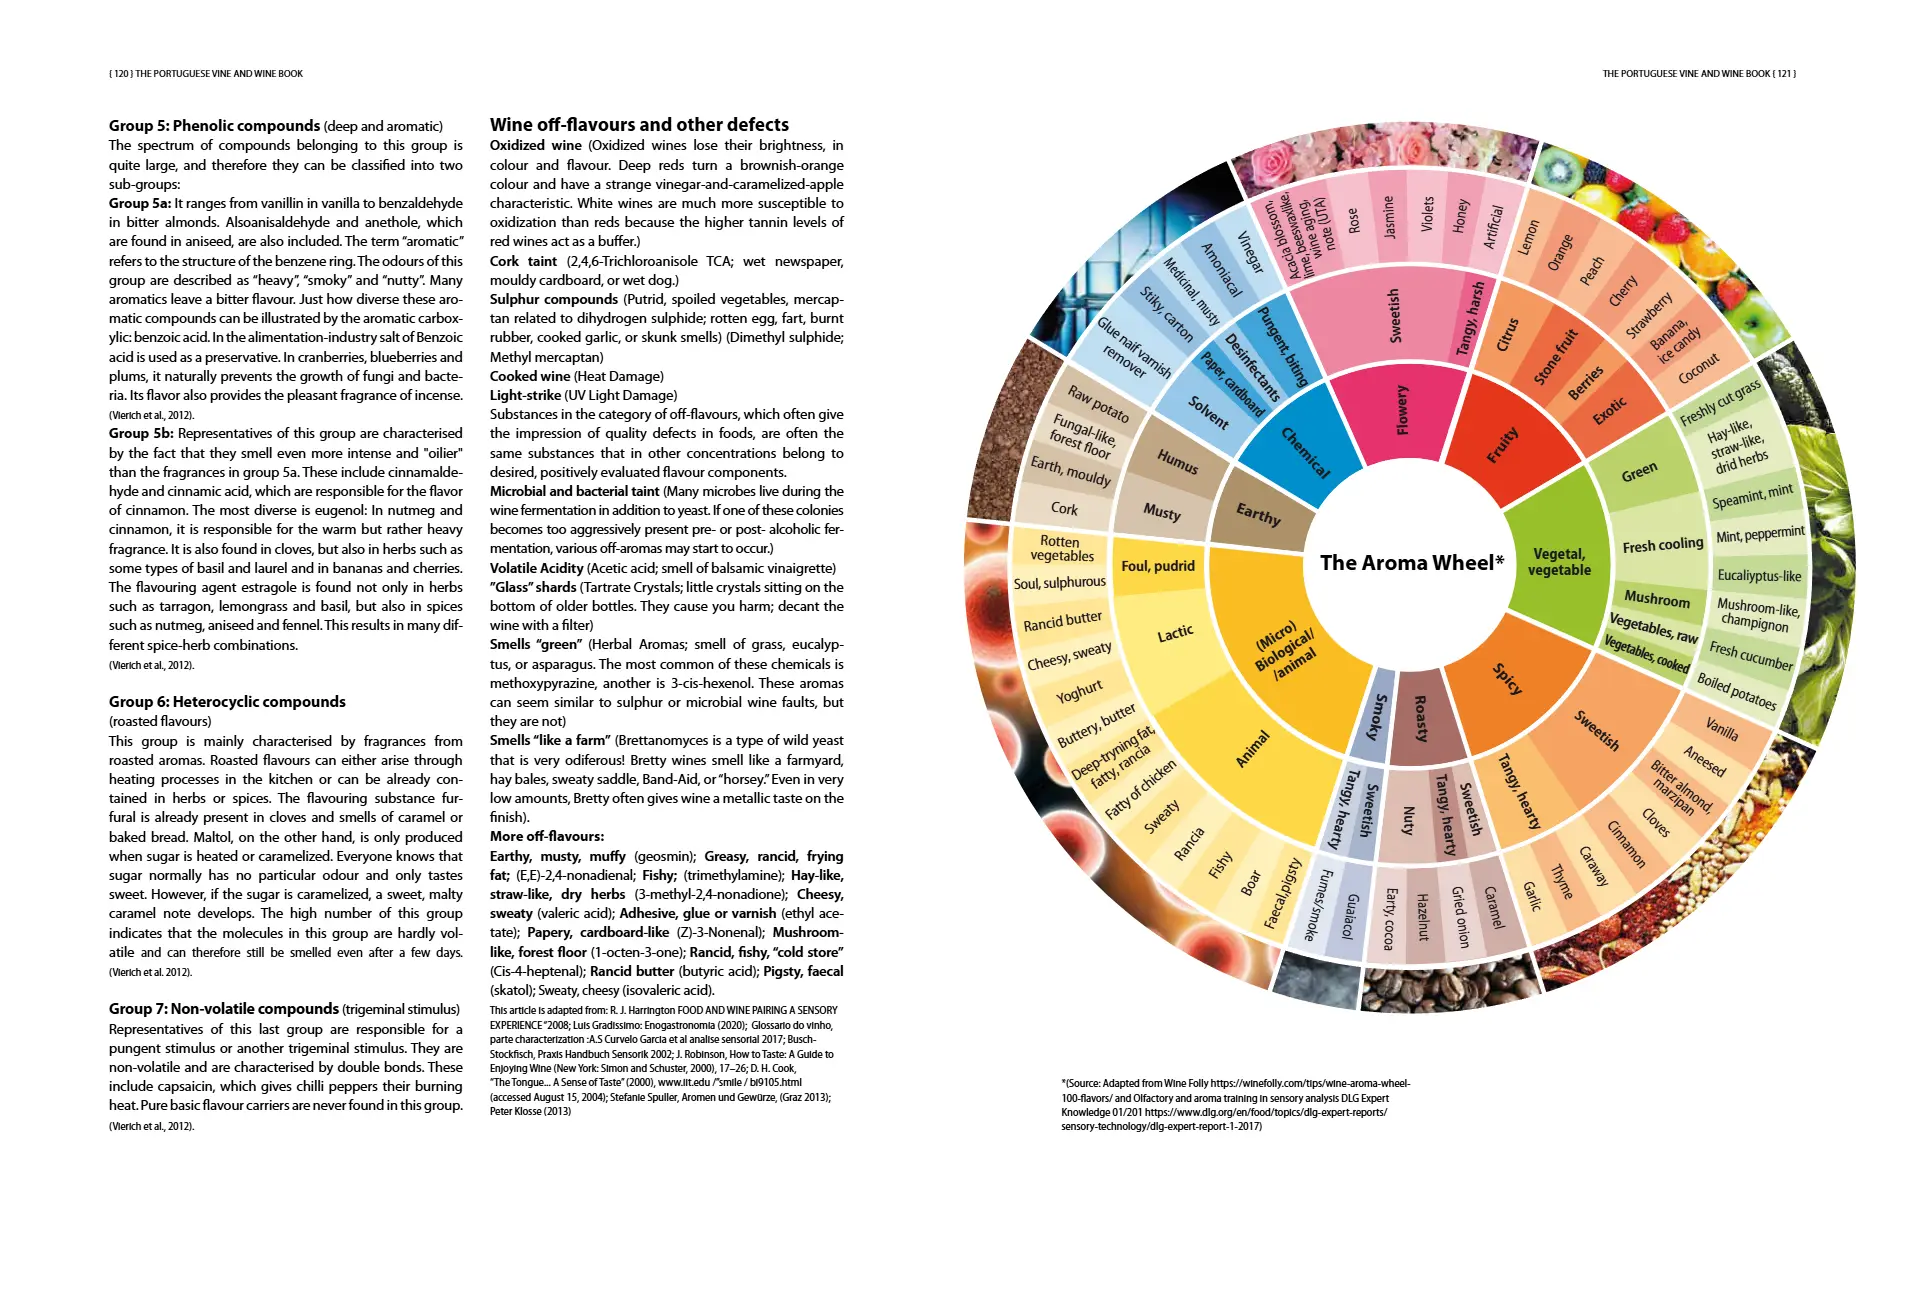 { 120 } THE PORTUGUESE VINE AND WINE BOOK
Group 5: Phenolic compounds (deep and aromatic)
The spectrum of compounds belonging to this group is
quite large, and therefore they can be classified into two
sub-groups:
Group 5a: It ranges from vanillin in vanilla to benzaldehyde
in bitter almonds. Alsoanisaldehyde and anethole, which
are found in aniseed, are also included. The term “aromatic”
refers to the structure of the benzene ring. The odours of this
group are described as “heavy”, “smoky” and “nutty”. Many
aromatics leave a bitter flavour. Just how diverse these aro-
matic compounds can be illustrated by the aromatic carbox-
ylic: benzoic acid. In the alimentation-industry salt of Benzoic
acid is used as a preservative. In cranberries, blueberries and
plums, it naturally prevents the growth of fungi and bacte-
ria. Its flavor also provides the pleasant fragrance of incense.
(Vierich et al., 2012).
Group 5b: Representatives of this group are characterised
by the fact that they smell even more intense and "oilier"
than the fragrances in group 5a. These include cinnamalde-
hyde and cinnamic acid, which are responsible for the flavor
of cinnamon. The most diverse is eugenol: In nutmeg and
cinnamon, it is responsible for the warm but rather heavy
fragrance. It is also found in cloves, but also in herbs such as
some types of basil and laurel and in bananas and cherries.
The flavouring agent estragole is found not only in herbs
such as tarragon, lemongrass and basil, but also in spices
such as nutmeg, aniseed and fennel. This results in many dif-
ferent spice-herb combinations.
(Vierich et al., 2012).
Group 6: Heterocyclic compounds
(roasted flavours)
This group is mainly characterised by fragrances from
roasted aromas. Roasted flavours can either arise through
heating processes in the kitchen or can be already con-
tained in herbs or spices. The flavouring substance fur-
fural is already present in cloves and smells of caramel or
baked bread. Maltol, on the other hand, is only produced
when sugar is heated or caramelized. Everyone knows that
sugar normally has no particular odour and only tastes
sweet. However, if the sugar is caramelized, a sweet, malty
caramel note develops. The high number of this group
indicates that the molecules in this group are hardly vol-
atile and can therefore still be smelled even after a few days.
(Vierich et al. 2012).
Group 7: Non-volatile compounds (trigeminal stimulus)
Representatives of this last group are responsible for a
pungent stimulus or another trigeminal stimulus. They are
non-volatile and are characterised by double bonds. These
include capsaicin, which gives chilli peppers their burning
heat. Pure basic flavour carriers are never found in this group.
(Vierich et al., 2012).
Wine off-flavours and other defects
Oxidized wine (Oxidized wines lose their brightness, in
colour and flavour. Deep reds turn a brownish-orange
colour and have a strange vinegar-and-caramelized-apple
characteristic. White wines are much more susceptible to
oxidization than reds because the higher tannin levels of
red wines act as a buffer.)
Cork taint (2,4,6-Trichloroanisole TCA; wet newspaper,
mouldy cardboard, or wet dog.)
Sulphur compounds (Putrid, spoiled vegetables, mercap-
tan related to dihydrogen sulphide; rotten egg, fart, burnt
rubber, cooked garlic, or skunk smells) (Dimethyl sulphide;
Methyl mercaptan)
Cooked wine (Heat Damage)
Light-strike (UV Light Damage)
Substances in the category of off-flavours, which often give
the impression of quality defects in foods, are often the
same substances that in other concentrations belong to
desired, positively evaluated flavour components.
Microbial and bacterial taint (Many microbes live during the
wine fermentation in addition to yeast. If one of these colonies
becomes too aggressively present pre- or post- alcoholic fer-
mentation, various off-aromas may start to occur.)
Volatile Acidity (Acetic acid; smell of balsamic vinaigrette)
"Glass” shards (Tartrate Crystals; little crystals sitting on the
bottom of older bottles. They cause you harm; decant the
wine with a filter)
Smells “green” (Herbal Aromas; smell of grass, eucalyp-
tus, or asparagus. The most common of these chemicals is
methoxypyrazine, another is 3-cis-hexenol. These aromas
can seem similar to sulphur or microbial wine faults, but
they are not)
Smells “like a farm” (Brettanomyces is a type of wild yeast
that is very odiferous! Bretty wines smell like a farmyard,
hay bales, sweaty saddle, Band-Aid, or “horsey.” Even in very
low amounts, Bretty often gives wine a metallic taste on the
finish).
More off-flavours:
Earthy, musty, muffy (geosmin); Greasy, rancid, frying
fat; (E,E)-2,4-nonadienal; Fishy; (trimethylamine); Hay-like,
straw-like, dry herbs (3-methyl-2,4-nonadione); Cheesy,
sweaty (valeric acid); Adhesive, glue or varnish (ethyl ace-
tate); Papery, cardboard-like (Z)-3-Nonenal); Mushroom-
like, forest floor (1-octen-3-one); Rancid, fishy, “cold store”
(Cis-4-heptenal); Rancid butter (butyric acid); Pigsty, faecal
(skatol); Sweaty, cheesy (isovaleric acid).
This article is adapted from: R. J. Harrington FOOD AND WINE PAIRING A SENSORY
EXPERIENCE “2008; Luis Gradissimo: Enogastronomia (2020); Glossario do vinho,
parte characterization :A.S Curvelo Garcia et al analise sensorial 2017; Busch-
Stockfisch, Praxis Handbuch Sensorik 2002; J. Robinson, How to Taste: A Guide to
Enjoying Wine (New York: Simon and Schuster, 2000), 17–26; D. H. Cook,
“The Tongue... A Sense of Taste” (2000), www.iit.edu /˜smile / bi9105.html
(accessed August 15, 2004); Stefanie Spuller, Aromen und Gewürze, (Graz 2013);
Peter Klosse (2013)
THE PORTUGUESE VINE AND WINE BOOK { 121 }
The Aroma Wheel*
Flowery
Sweetish
Tangy, harsh
Acacia blossom,
lime, beeswaxlike,
wine aging,
note (UTA)
Rose
Jasmine
Violets
Honey
Artificial
Fruity
Citrus
Stone fruit
Berries
Exotic
Lemon
Orange
Peach
Cherry
Strawberry
Banana,
ice candy
Coconut
Vegetal,
vegetable
Green
Fresh cooling
Mushroom
Vegetables, raw
Vegetables, cooked
Freshly cut grass
Hay-like,
straw-like,
drid herbs
Speamint, mint
Mint, peppermint
Eucaliyptus-like
Mushroom-like,
champignon
Fresh cucumber
Boiled potatoes
Spicy
Sweetish
Tangy, hearty
Vanilla
Aneesed
Bitter almond,
marzipan
Cloves
Cinnamon
Caraway
Thyme
Garlic
Roasty
Sweetish
Tangy, hearty
Nuty
Caramel
Gried onion
Hazelnut
Earty, cocoa
Smoky
Sweetish
Tangy, hearty
Guaiacol
Fumes/smoke
(Micro)
Biological/
/animal
Animal
Lactic
Foul, pudrid
Faecal,pigsty
Boar
Fishy
Rancia
Sweaty
Fatty of chicken
Deep-tryning fat,
fatty, rancia
Buttery, butter
Yoghurt
Cheesy, sweaty
Rancid butter
Soul, sulphurous
Rotten
vegetables
Earthy
Musty
Humus
Cork
Earth, mouldy
Fungal-like,
forest floor
Raw potato
Chemical
Solvent
Paper, cardboard
Desinfectants
Pungent, biting
Glue naif varnish
remover
Stiky, carton
Medicinal, musty
Amoniacal
Vinegar
*(Source: Adapted from Wine Folly https://winefolly.com/tips/wine-aroma-wheel-
100-flavors/ and Olfactory and aroma training in sensory analysis DLG Expert
Knowledge 01/201 https://www.dlg.org/en/food/topics/dlg-expert-reports/
sensory-technology/dlg-expert-report-1-2017)